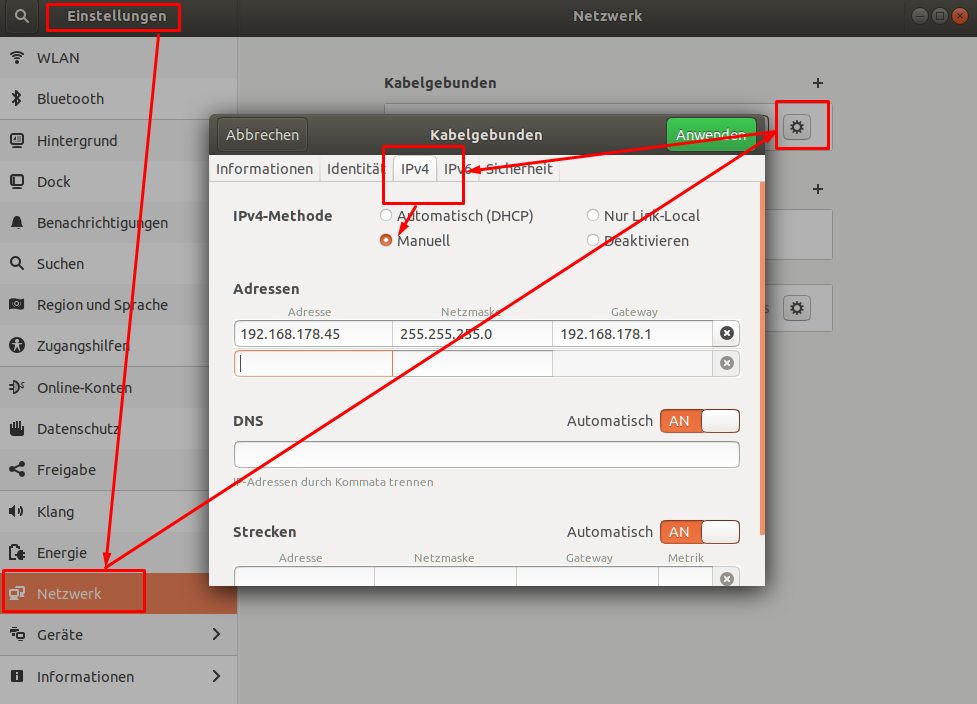 Einstellungen
Netzwerk
WLAN
Bluetooth
Hintergrund
Dock
Benachrichtigungen
Suchen
Region und Sprache
Zugangshilfen
Online-Konten
Datenschutz
Freigabe
Klang
Energie
Netzwerk
Geräte
Informationen
Kabelgebunden
Abbrechen
Kabelgebunden
Anwenden
Informationen
Identität
IPv4
IPv6
Sicherheit
IPv4-Methode
Automatisch (DHCP)
Nur Link-Local
Manuell
Deaktivieren
Adressen
Adresse
Netzmaske
Gateway
192.168.178.45
255.255.255.0
192.168.178.1
DNS
Automatisch
AN
IP-Adressen durch Kommata trennen
Strecken
Automatisch
AN
Adresse
Netzmaske
Gateway
Metrik